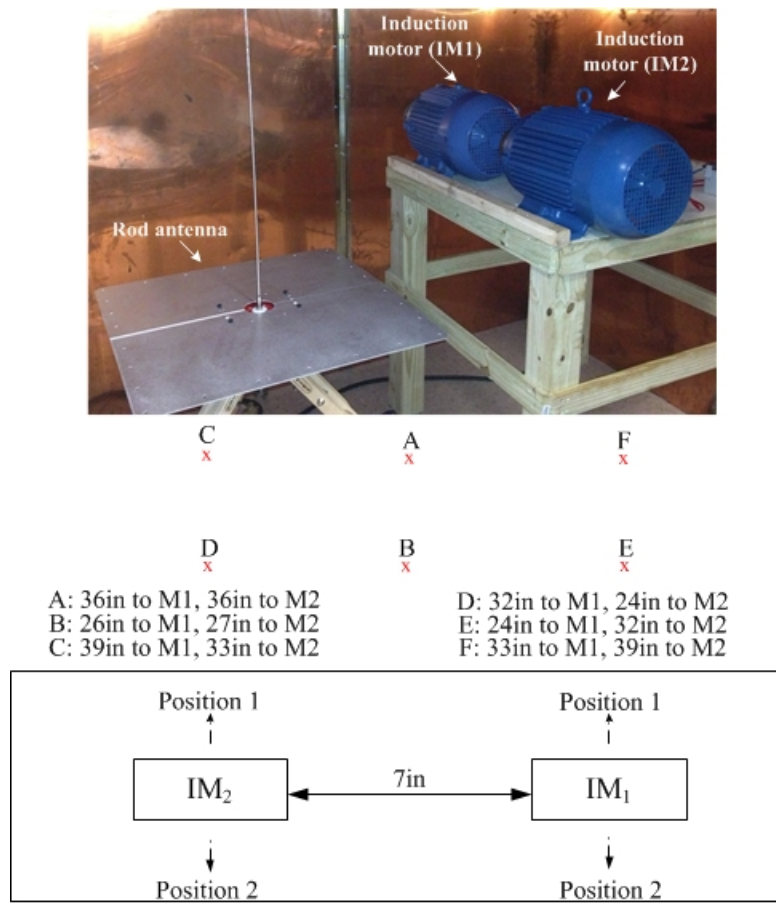 Induction
motor (IM1)
Induction
motor (IM2)
Rod antenna
C
x
A
x
F
x
D
x
B
x
E
x
A: 36in to M1, 36in to M2
B: 26in to M1, 27in to M2
C: 39in to M1, 33in to M2
D: 32in to M1, 24in to M2
E: 24in to M1, 32in to M2
F: 33in to M1, 39in to M2
Position 1
Position 1
IM2
7in
IM1
Position 2
Position 2